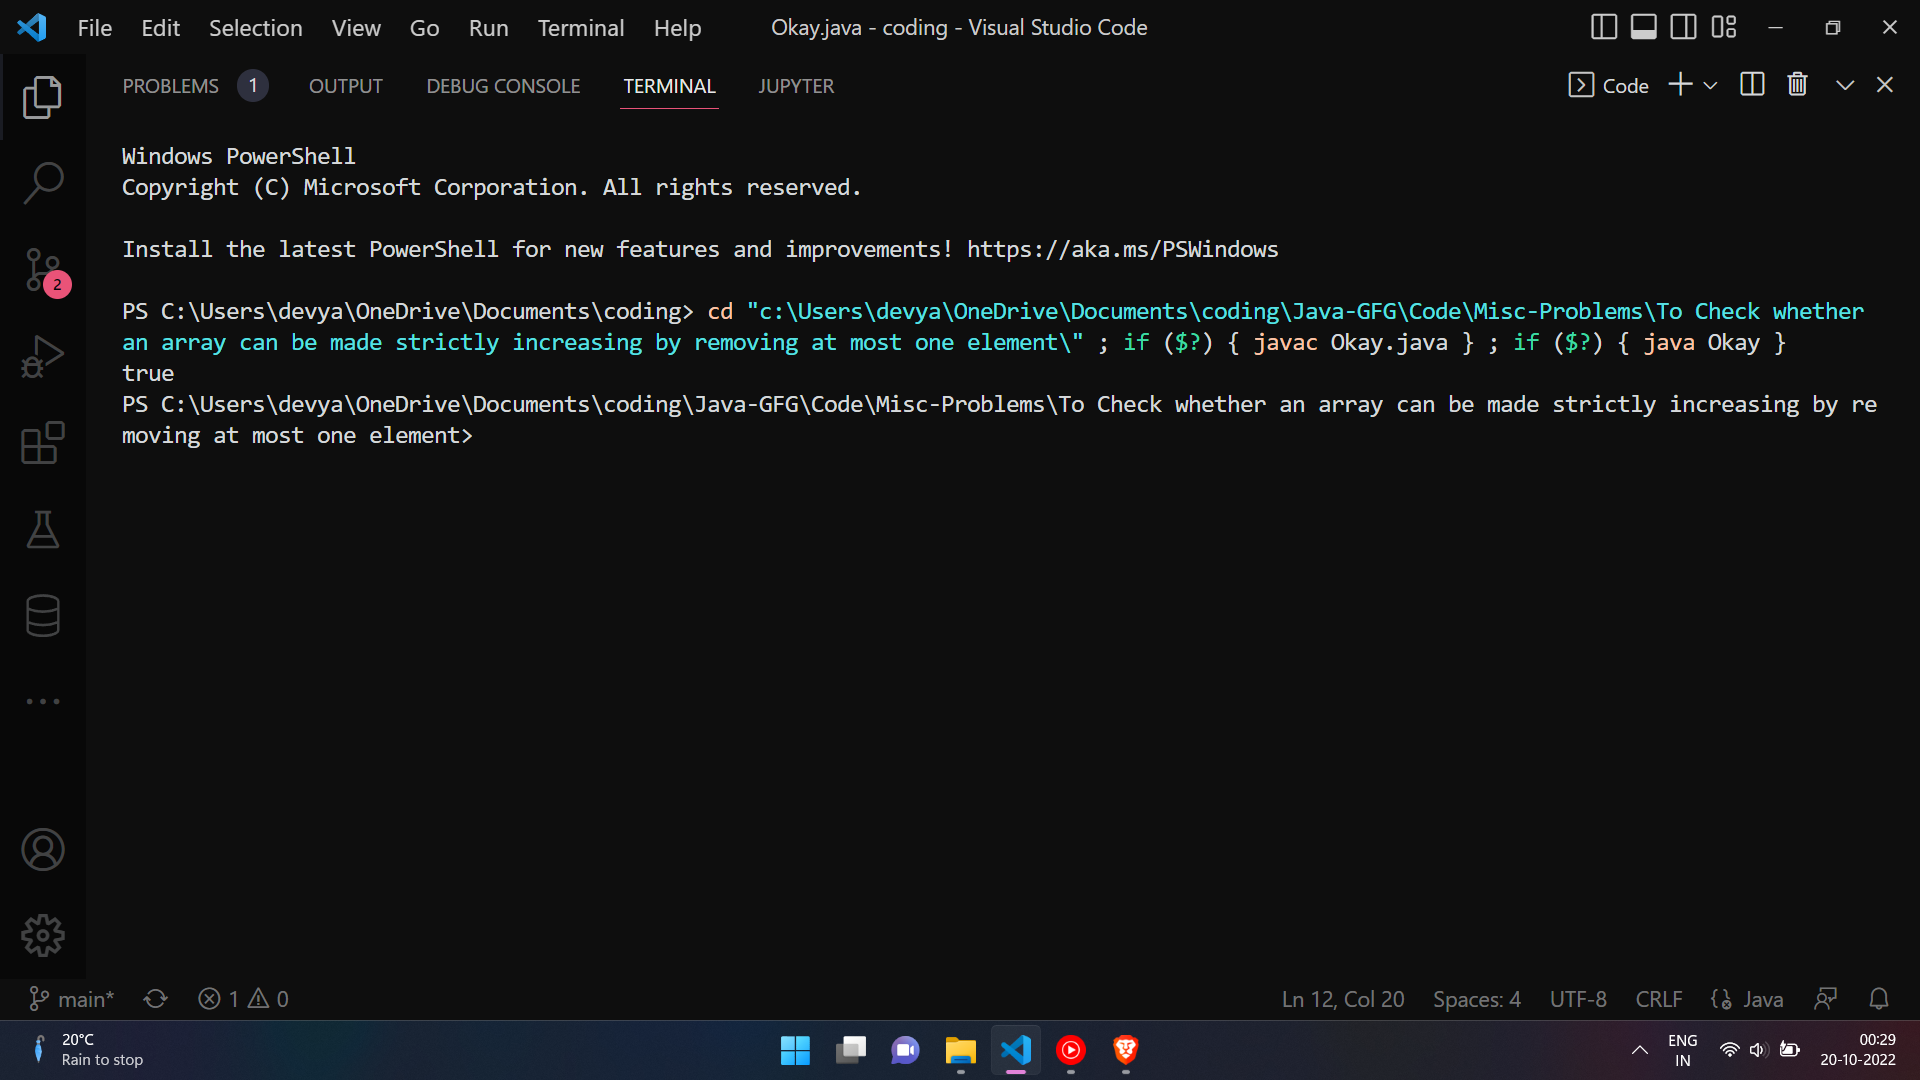 File Edit Selection View Go Run Terminal Help Okay.java - coding - Visual Studio Code
PROBLEMS 1 OUTPUT DEBUG CONSOLE TERMINAL JUPYTER Code
Windows PowerShell
Copyright (C) Microsoft Corporation. All rights reserved.
Install the latest PowerShell for new features and improvements! https://aka.ms/PSWindows
PS C:\Users\devya\OneDrive\Documents\coding> cd "c:\Users\devya\OneDrive\Documents\coding\Java-GFG\Code\Misc-Problems\To Check whether
an array can be made strictly increasing by removing at most one element\" ; if ($?) { javac Okay.java } ; if ($?) { java Okay }
true
PS C:\Users\devya\OneDrive\Documents\coding\Java-GFG\Code\Misc-Problems\To Check whether an array can be made strictly increasing by re
moving at most one element>
2
main* 1 0 Ln 12, Col 20 Spaces: 4 UTF-8 CRLF Java
20°C
Rain to stop
ENG
IN
00:29
20-10-2022